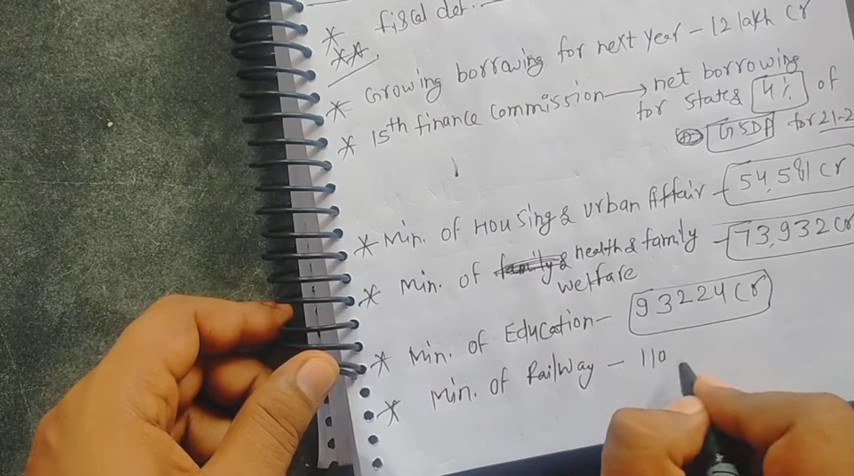 * fiscal def.
**
* Growing borrowing for next year - 12 lakh cr
* 15th finance Commission → net borrowing
for states 4% of
GSDP for 21-2
* Min. of Housing & Urban Affair - 54,581 cr
* Min. of health & family - 73,932 cr
welfare
* Min. of Education - 93224 cr
* Min. of Railway - 110